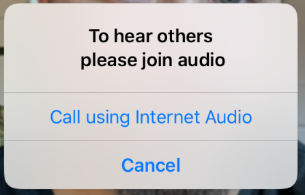 To hear others
please join audio
Call using Internet Audio
Cancel